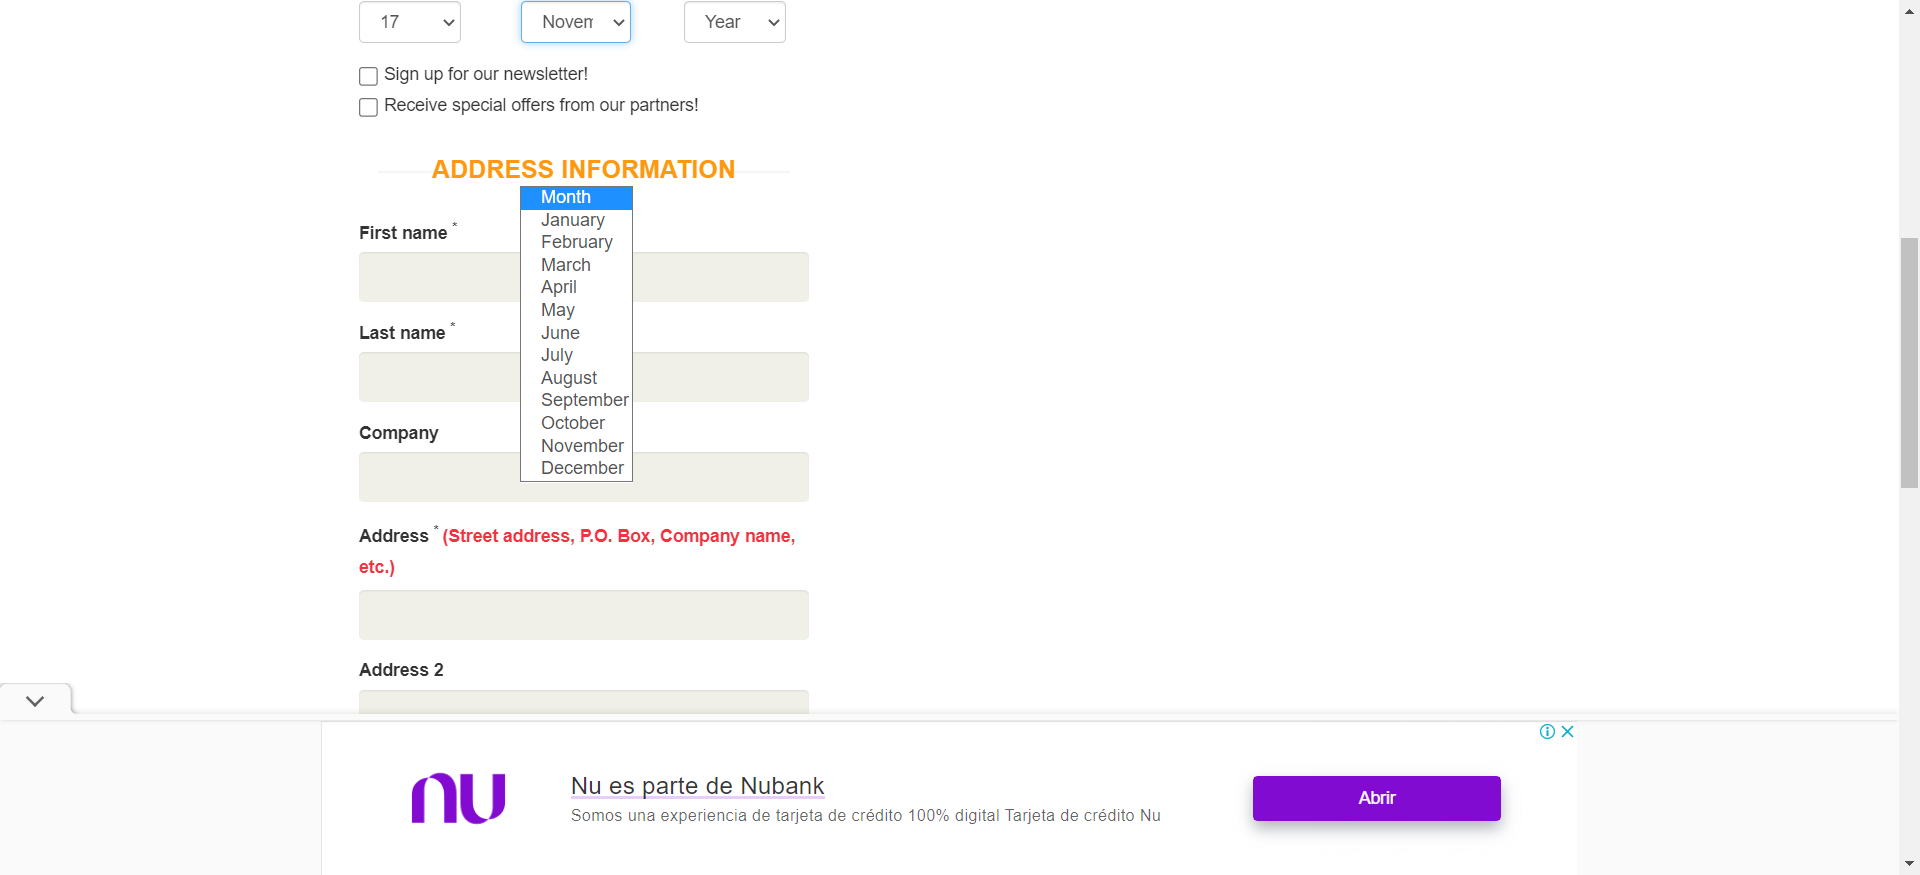 17
Novem
Year
Sign up for our newsletter!
Receive special offers from our partners!
ADDRESS INFORMATION
Month
January
February
March
April
May
June
July
August
September
October
November
December
First name *
Last name *
Company
Address * (Street address, P.O. Box, Company name,
etc.)
Address 2
nu
Nu es parte de Nubank
Somos una experiencia de tarjeta de crédito 100% digital Tarjeta de crédito Nu
Abrir